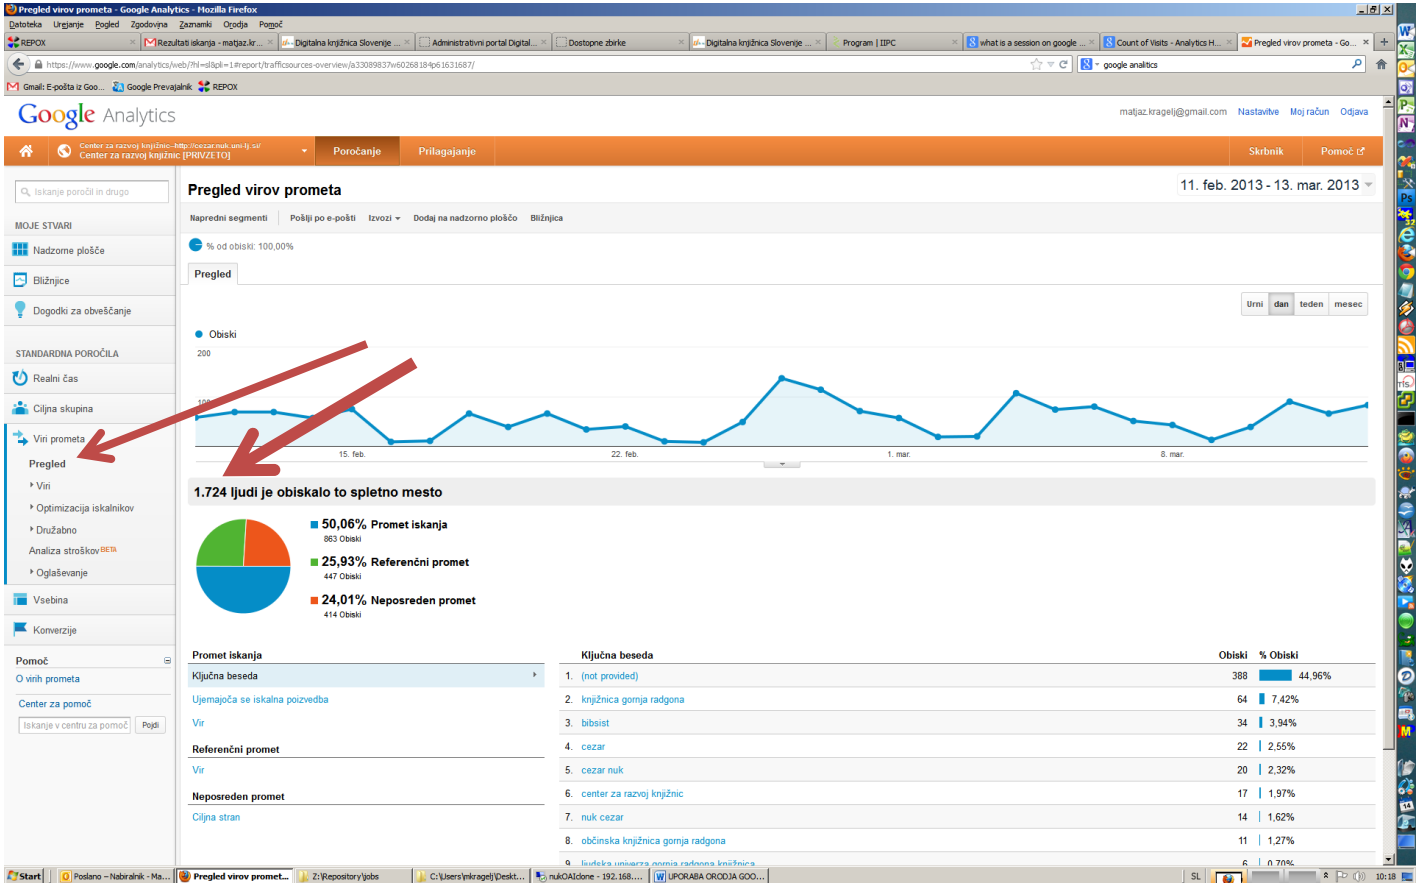 Pregled virov prometa - Google Analytics - Mozilla Firefox
Datoteka Urejanje Pogled Zgodovina Zaznamki Orodja Pomoč
REPOX
Rezultati iskanja - matjaz.kr...
Digitalna knjižnica Slovenije ...
Administrativni portal Digital...
Dostopne zbirke
Digitalna knjižnica Slovenije ...
Program | IIPC
what is a session on google ...
Count of Visits - Analytics H...
Pregled virov prometa - Go...
https://www.google.com/analytics/web/?hl=sl&pli=1#report/trafficsources-overview/a33089837w60268184p61631687/
google analitics
Gmail: E-pošta iz Goo... Google Prevajalnik REPOX
Google Analytics
matjaz.kragelj@gmail.com Nastavitve Moj račun Odjava
Center za razvoj knjižnic-http://cezar.nuk.uni-lj.si/
Center za razvoj knjižnic [PRIVZETO]
Poročanje Prilagajanje
Skrbnik Pomoč
Iskanje poročil in drugo
Pregled virov prometa
11. feb. 2013 - 13. mar. 2013
Napredni segmenti Pošlji po e-pošti Izvozi Dodaj na nadzorno ploščo Bližnjica
MOJE STVARI
% od obiski: 100,00%
Nadzorne plošče
Pregled
Bližnjice
Urni dan teden mesec
Dogodki za obveščanje
Obiski
STANDARDNA POROČILA
200
Realni čas
Ciljna skupina
100
Viri prometa
15. feb. 22. feb. 1. mar. 8. mar.
Pregled
Viri
1.724 ljudi je obiskalo to spletno mesto
Optimizacija iskalnikov
50,06% Promet iskanja
863 Obiski
Družabno
Analiza stroškov BETA
25,93% Referenčni promet
447 Obiski
Oglaševanje
Vsebina
24,01% Neposreden promet
414 Obiski
Konverzije
Pomoč
O virih prometa
Center za pomoč
Iskanje v centru za pomoč Pojdi
Promet iskanja
Ključna beseda
Ujemajoča se iskalna poizvedba
Vir
Referenčni promet
Vir
Neposreden promet
Ciljna stran
Ključna beseda Obiski % Obiski
1. (not provided) 388 44,96%
2. knjižnica gornja radgona 64 7,42%
3. bibsist 34 3,94%
4. cezar 22 2,55%
5. cezar nuk 20 2,32%
6. center za razvoj knjižnic 17 1,97%
7. nuk cezar 14 1,62%
8. občinska knjižnica gornja radgona 11 1,27%
9. ljudska univerza gornja radgona knjižnica 6 0,70%
Start
Poslano – Nabiralnik - Ma...
Pregled virov promet...
Z:\Repository\jobs
C:\Users\mkragelj\Deskt...
nukOAIclone - 192.168....
UPORABA ORODJA GOO...
SL
10:18